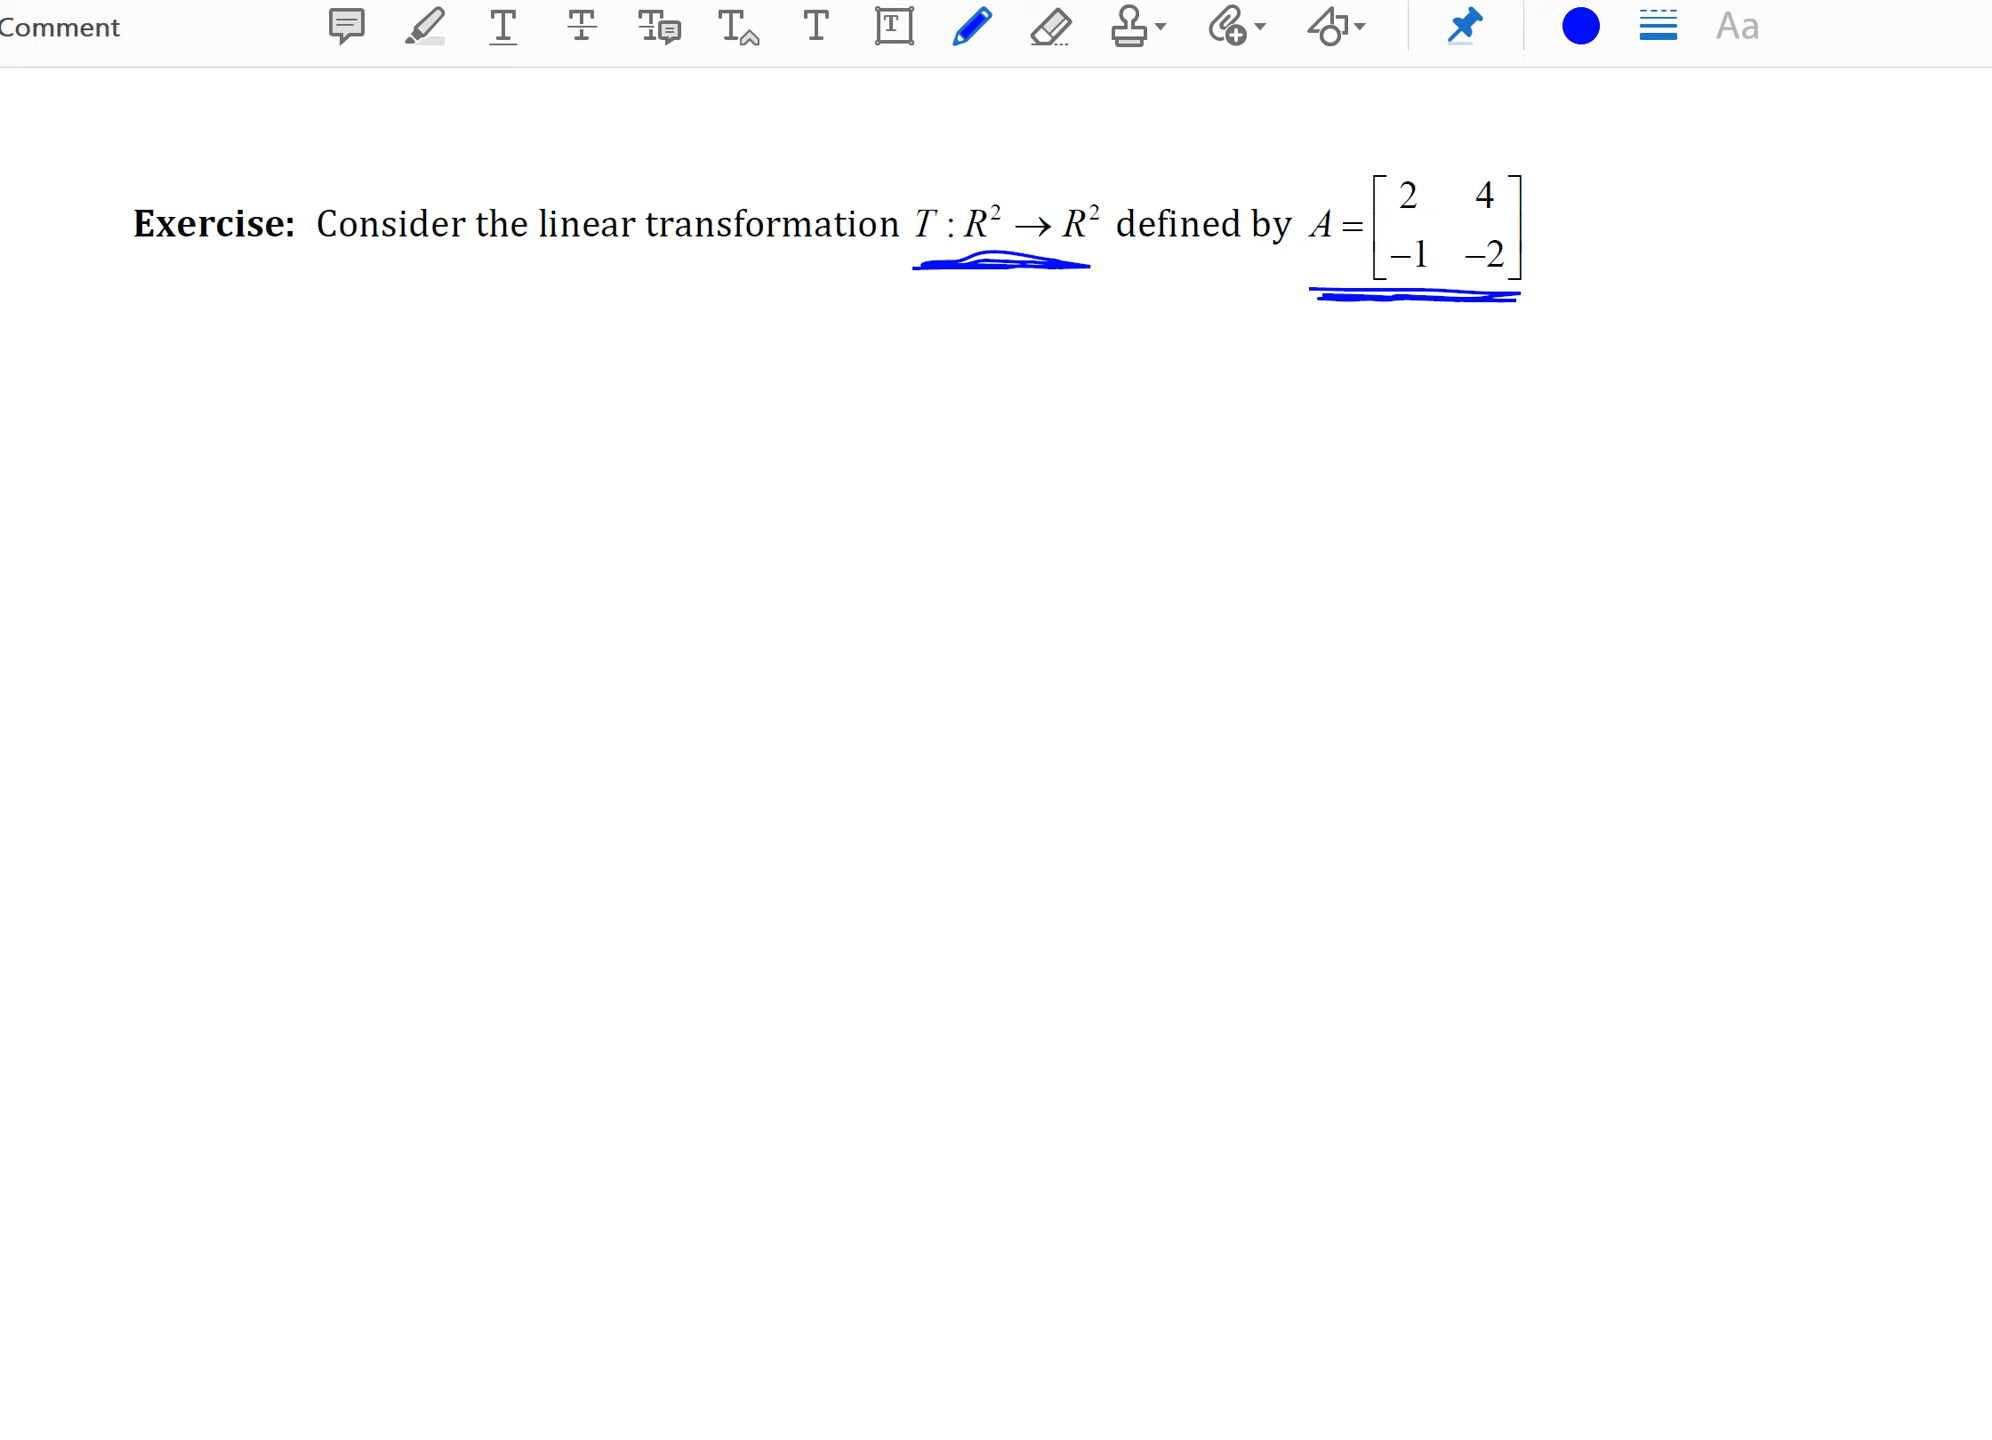 Comment Aa
Exercise: Consider the linear transformation T : R² → R² defined by A = [2 4; −1 −2]